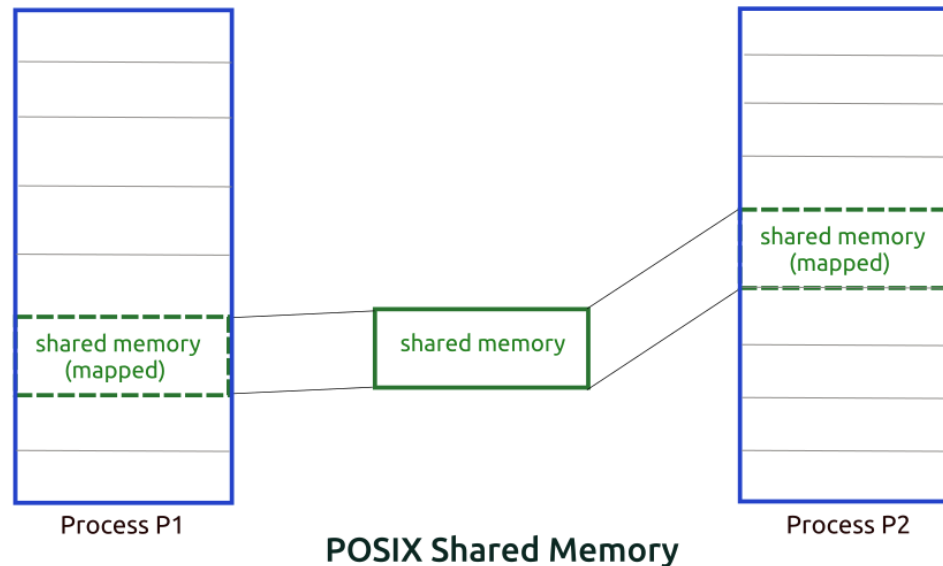 shared memory
(mapped)
shared memory
shared memory
(mapped)
Process P1
Process P2
POSIX Shared Memory